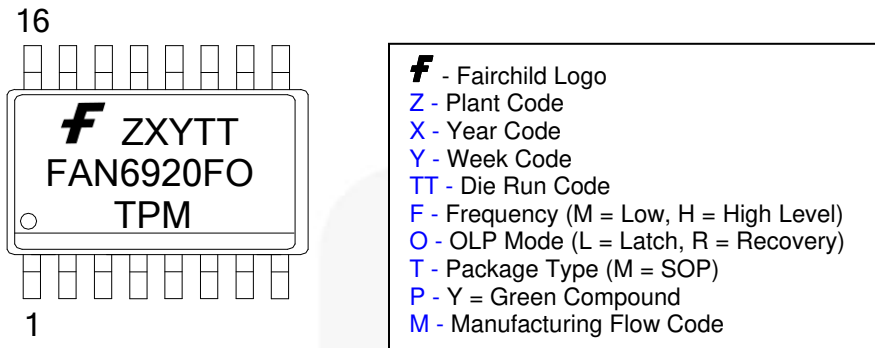 16
ZXYTT
FAN6920FO
TPM
1
- Fairchild Logo
Z - Plant Code
X - Year Code
Y - Week Code
TT - Die Run Code
F - Frequency (M = Low, H = High Level)
O - OLP Mode (L = Latch, R = Recovery)
T - Package Type (M = SOP)
P - Y = Green Compound
M - Manufacturing Flow Code